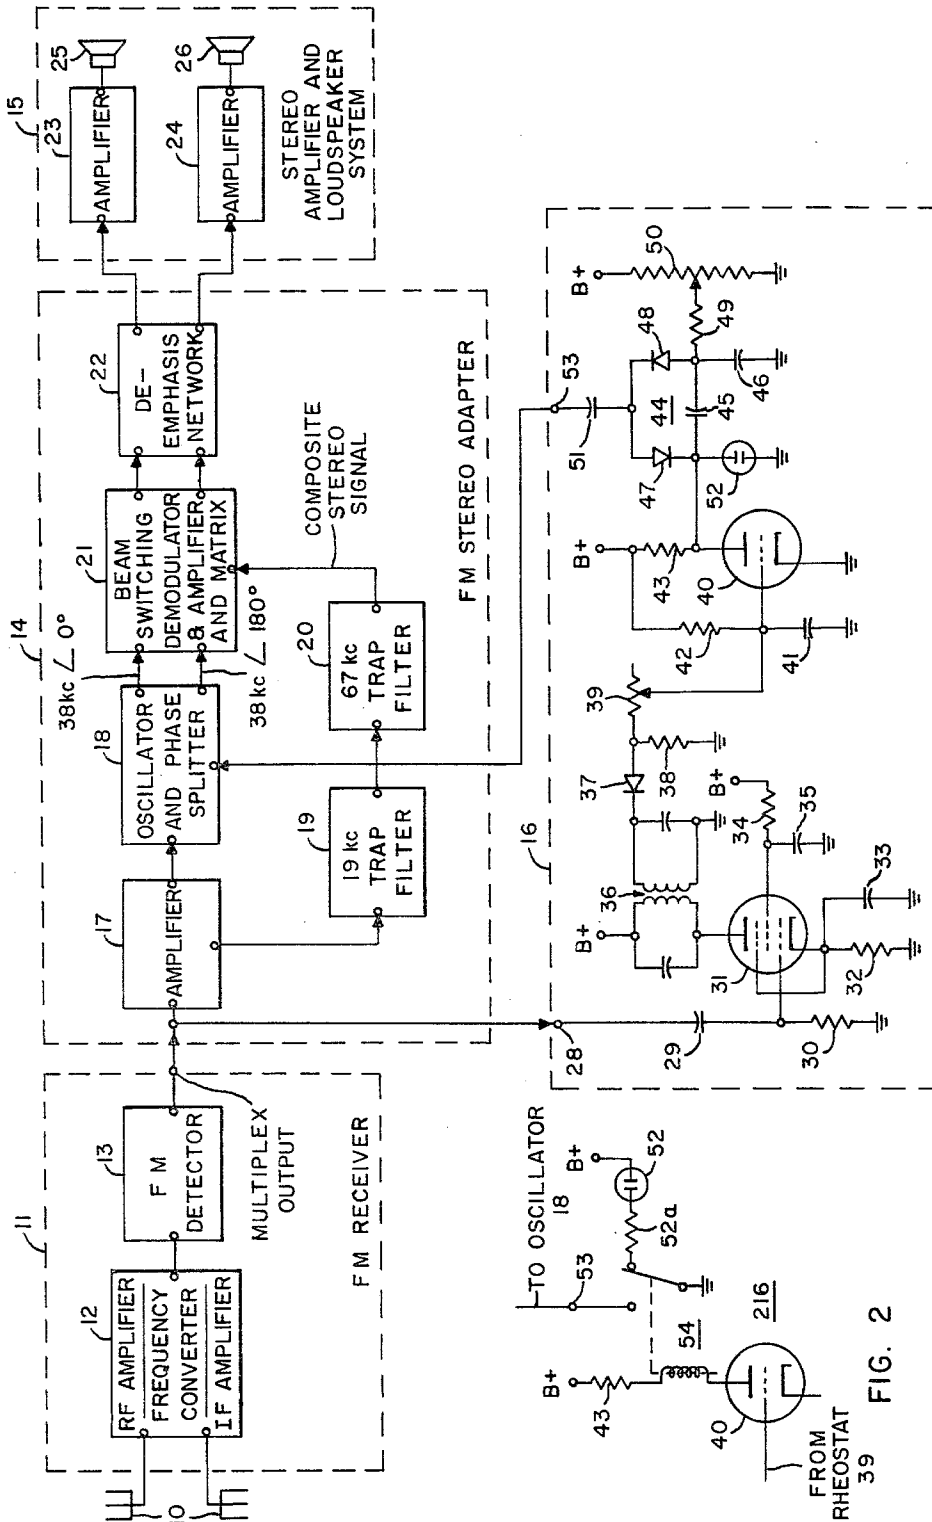 11
12
RF AMPLIFIER
FREQUENCY
CONVERTER
IF AMPLIFIER
10
13
FM
DETECTOR
MULTIPLEX
OUTPUT
FM RECEIVER
14
17
AMPLIFIER
18
OSCILLATOR
AND PHASE
SPLITTER
38kc ∠ 0°
38kc ∠ 180°
19
19 kc
TRAP
FILTER
20
67 kc
TRAP
FILTER
21
BEAM
SWITCHING
DEMODULATOR
& AMPLIFIER
AND MATRIX
COMPOSITE
STEREO
SIGNAL
22
DE-
EMPHASIS
NETWORK
FM STEREO ADAPTER
15
23
AMPLIFIER
25
24
AMPLIFIER
26
STEREO
AMPLIFIER AND
LOUDSPEAKER
SYSTEM
16
28
29
30
31
32
33
34
35
B+
B+
36
37
38
39
40
41
42
43
B+
44
45
46
47
48
49
50
B+
51
52
53
TO OSCILLATOR
18
53
B+
52
52a
54
B+
43
40
216
FROM
RHEOSTAT
39
FIG. 2